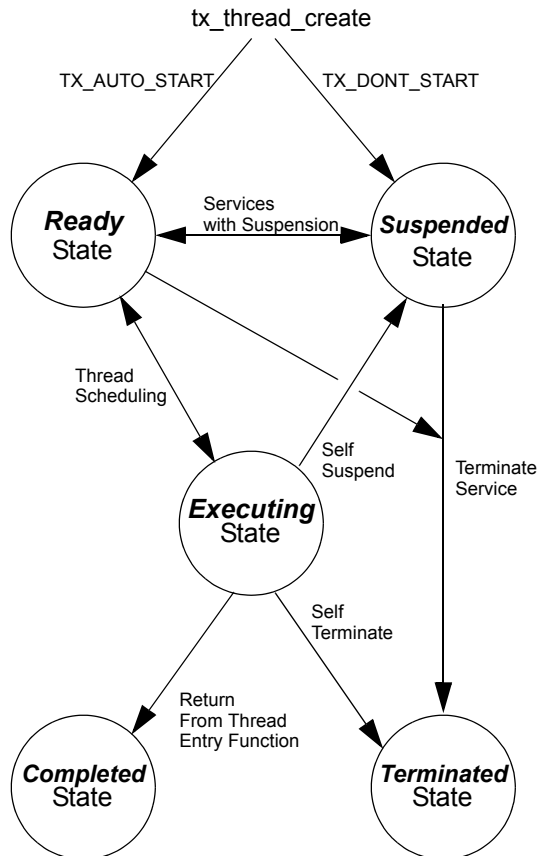 tx_thread_create
TX_AUTO_START
TX_DONT_START
Ready
State
Services
with Suspension
Suspended
State
Thread
Scheduling
Self
Suspend
Terminate
Service
Executing
State
Self
Terminate
Return
From Thread
Entry Function
Completed
State
Terminated
State